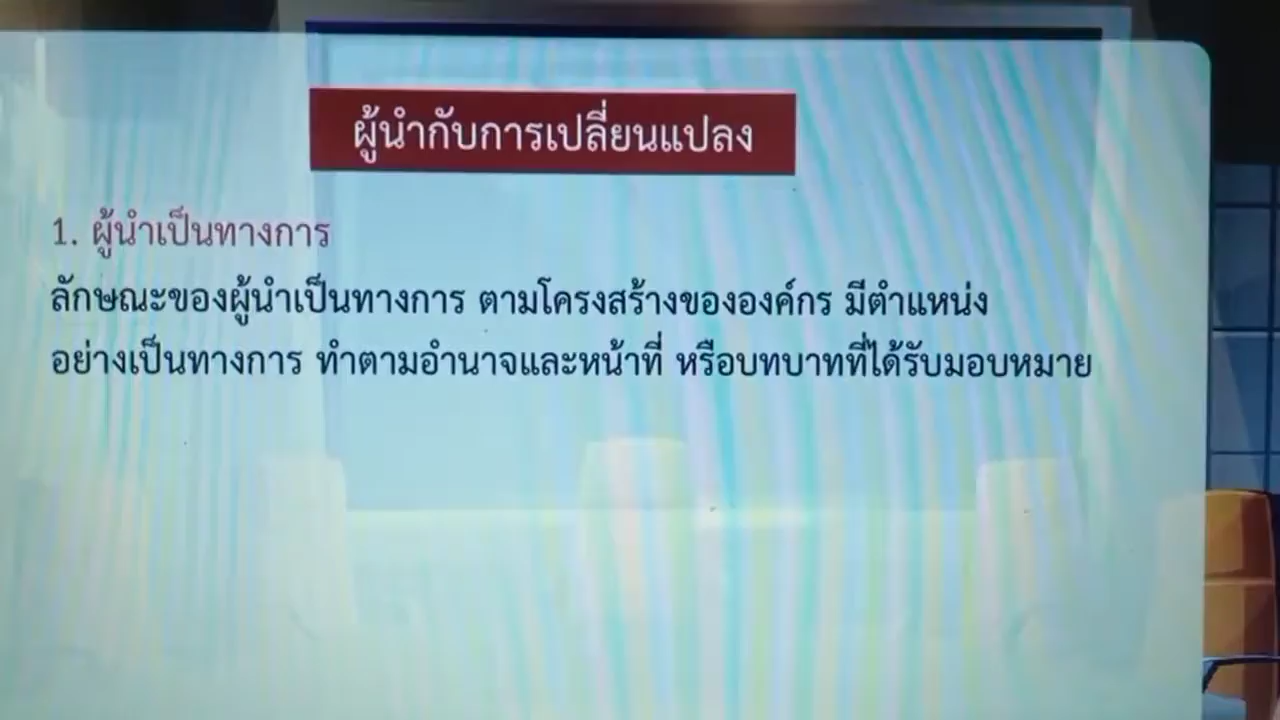 ผู้นำกับการเปลี่ยนแปลง
1. ผู้นำเป็นทางการ
ลักษณะของผู้นำเป็นทางการ ตามโครงสร้างขององค์กร มีตำแหน่ง
อย่างเป็นทางการ ทำตามอำนาจและหน้าที่ หรือบทบาทที่ได้รับมอบหมาย